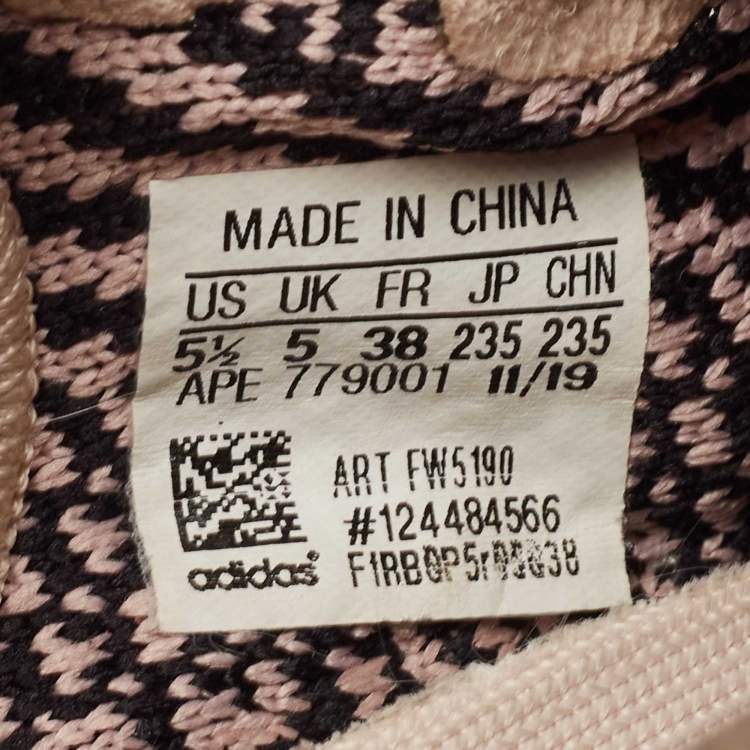 MADE IN CHINA
US UK FR JP CHN
5½ 5 38 235 235
APE 779001 11/19
ART FW5190
#124484566
adidas®